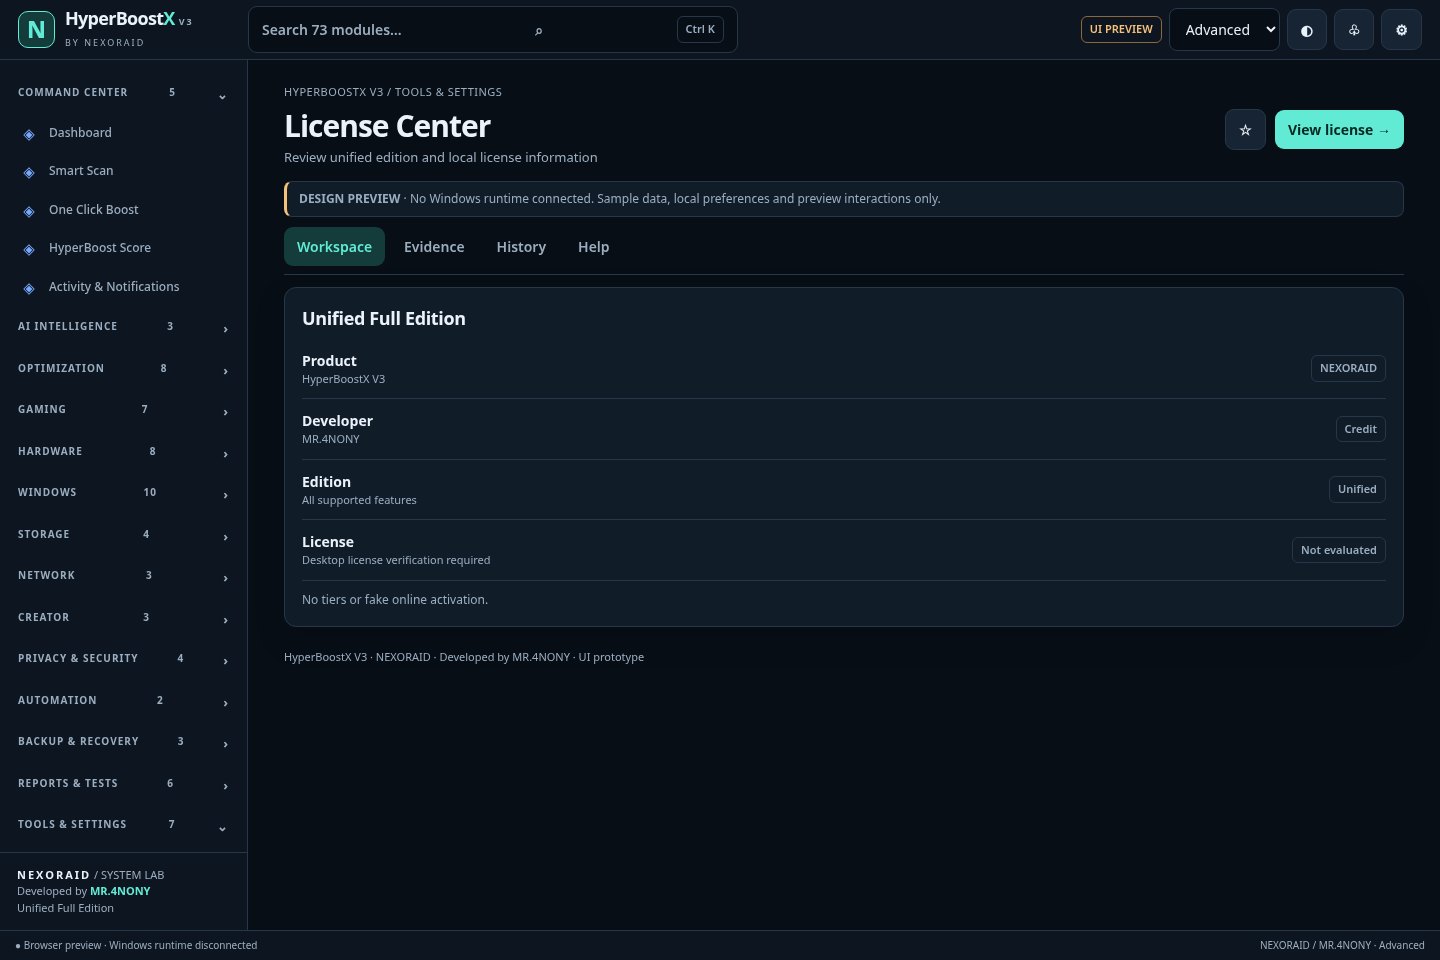 N HyperBoostX V3
BY NEXORAID
Search 73 modules... Ctrl K
UI PREVIEW
Advanced
COMMAND CENTER 5
Dashboard
Smart Scan
One Click Boost
HyperBoost Score
Activity & Notifications
AI INTELLIGENCE 3
OPTIMIZATION 8
GAMING 7
HARDWARE 8
WINDOWS 10
STORAGE 4
NETWORK 3
CREATOR 3
PRIVACY & SECURITY 4
AUTOMATION 2
BACKUP & RECOVERY 3
REPORTS & TESTS 6
TOOLS & SETTINGS 7
NEXORAID / SYSTEM LAB
Developed by MR.4NONY
Unified Full Edition
HYPERBOOSTX V3 / TOOLS & SETTINGS
License Center
Review unified edition and local license information
☆ View license →
DESIGN PREVIEW · No Windows runtime connected. Sample data, local preferences and preview interactions only.
Workspace Evidence History Help
Unified Full Edition
Product
HyperBoostX V3
NEXORAID
Developer
MR.4NONY
Credit
Edition
All supported features
Unified
License
Desktop license verification required
Not evaluated
No tiers or fake online activation.
HyperBoostX V3 · NEXORAID · Developed by MR.4NONY · UI prototype
● Browser preview · Windows runtime disconnected
NEXORAID / MR.4NONY · Advanced